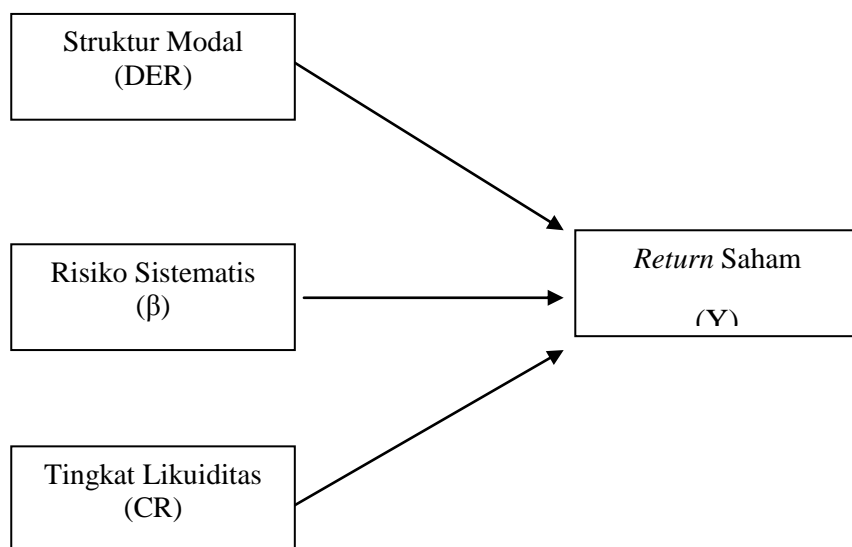 Struktur Modal
(DER)
Risiko Sistematis
(β)
Return Saham
(Y)
Tingkat Likuiditas
(CR)